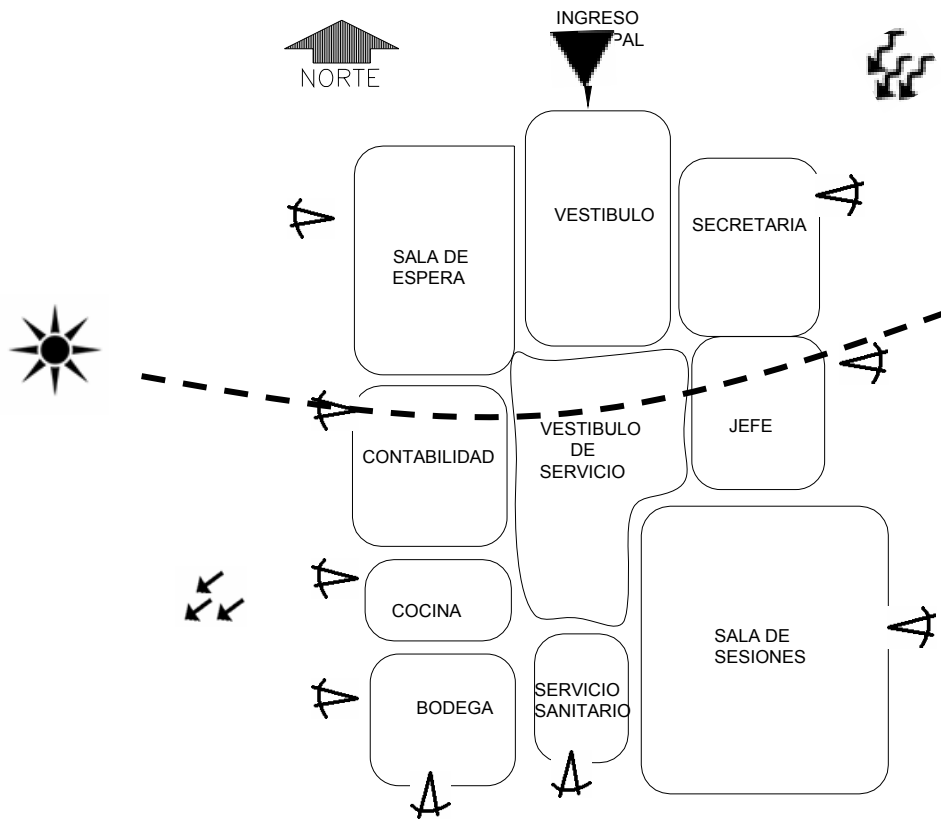 INGRESO
PAL
NORTE
VESTIBULO
SECRETARIA
SALA DE
ESPERA
VESTIBULO
DE
SERVICIO
JEFE
CONTABILIDAD
COCINA
SALA DE
SESIONES
BODEGA
SERVICIO
SANITARIO